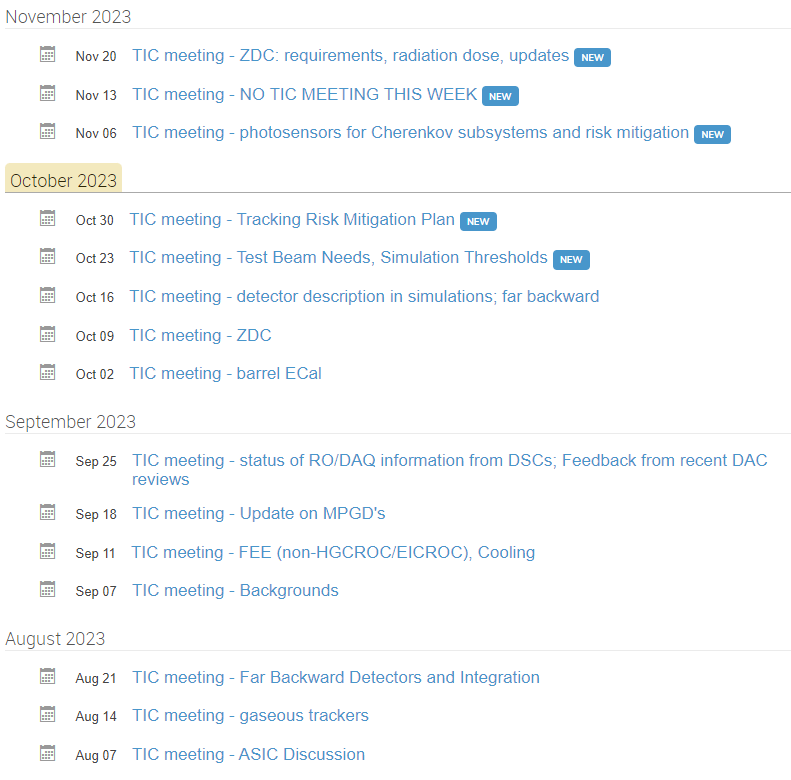 November 2023
Nov 20 TIC meeting - ZDC: requirements, radiation dose, updates NEW
Nov 13 TIC meeting - NO TIC MEETING THIS WEEK NEW
Nov 06 TIC meeting - photosensors for Cherenkov subsystems and risk mitigation NEW
October 2023
Oct 30 TIC meeting - Tracking Risk Mitigation Plan NEW
Oct 23 TIC meeting - Test Beam Needs, Simulation Thresholds NEW
Oct 16 TIC meeting - detector description in simulations; far backward
Oct 09 TIC meeting - ZDC
Oct 02 TIC meeting - barrel ECal
September 2023
Sep 25 TIC meeting - status of RO/DAQ information from DSCs; Feedback from recent DAC
reviews
Sep 18 TIC meeting - Update on MPGD's
Sep 11 TIC meeting - FEE (non-HGCROC/EICROC), Cooling
Sep 07 TIC meeting - Backgrounds
August 2023
Aug 21 TIC meeting - Far Backward Detectors and Integration
Aug 14 TIC meeting - gaseous trackers
Aug 07 TIC meeting - ASIC Discussion